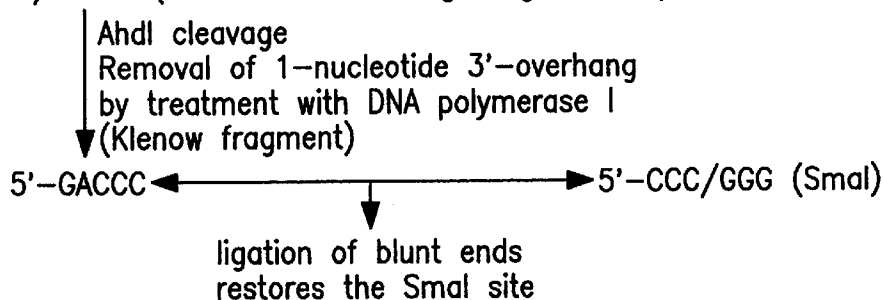 AhdI cleavage
Removal of 1-nucleotide 3'-overhang
by treatment with DNA polymerase I
(Klenow fragment)
5'-GACCC 5'-CCC/GGG (SmaI)
ligation of blunt ends
restores the SmaI site